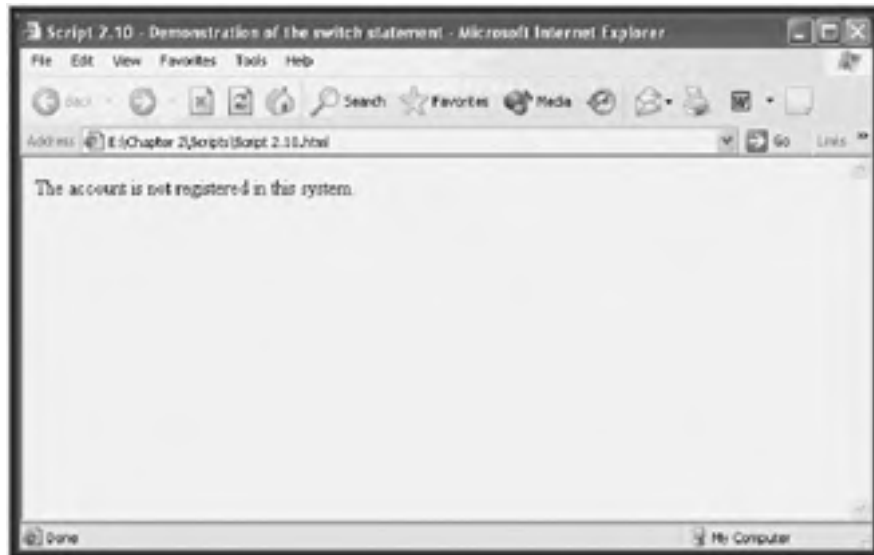 Script 2.10 - Demonstration of the switch statement - Microsoft Internet Explorer
File Edit View Favorites Tools Help
Back Search Favorites Media
Address E:\Chapter 2\Scripts\Script 2.10.html Go Links »
The account is not registered in this system.
Done My Computer